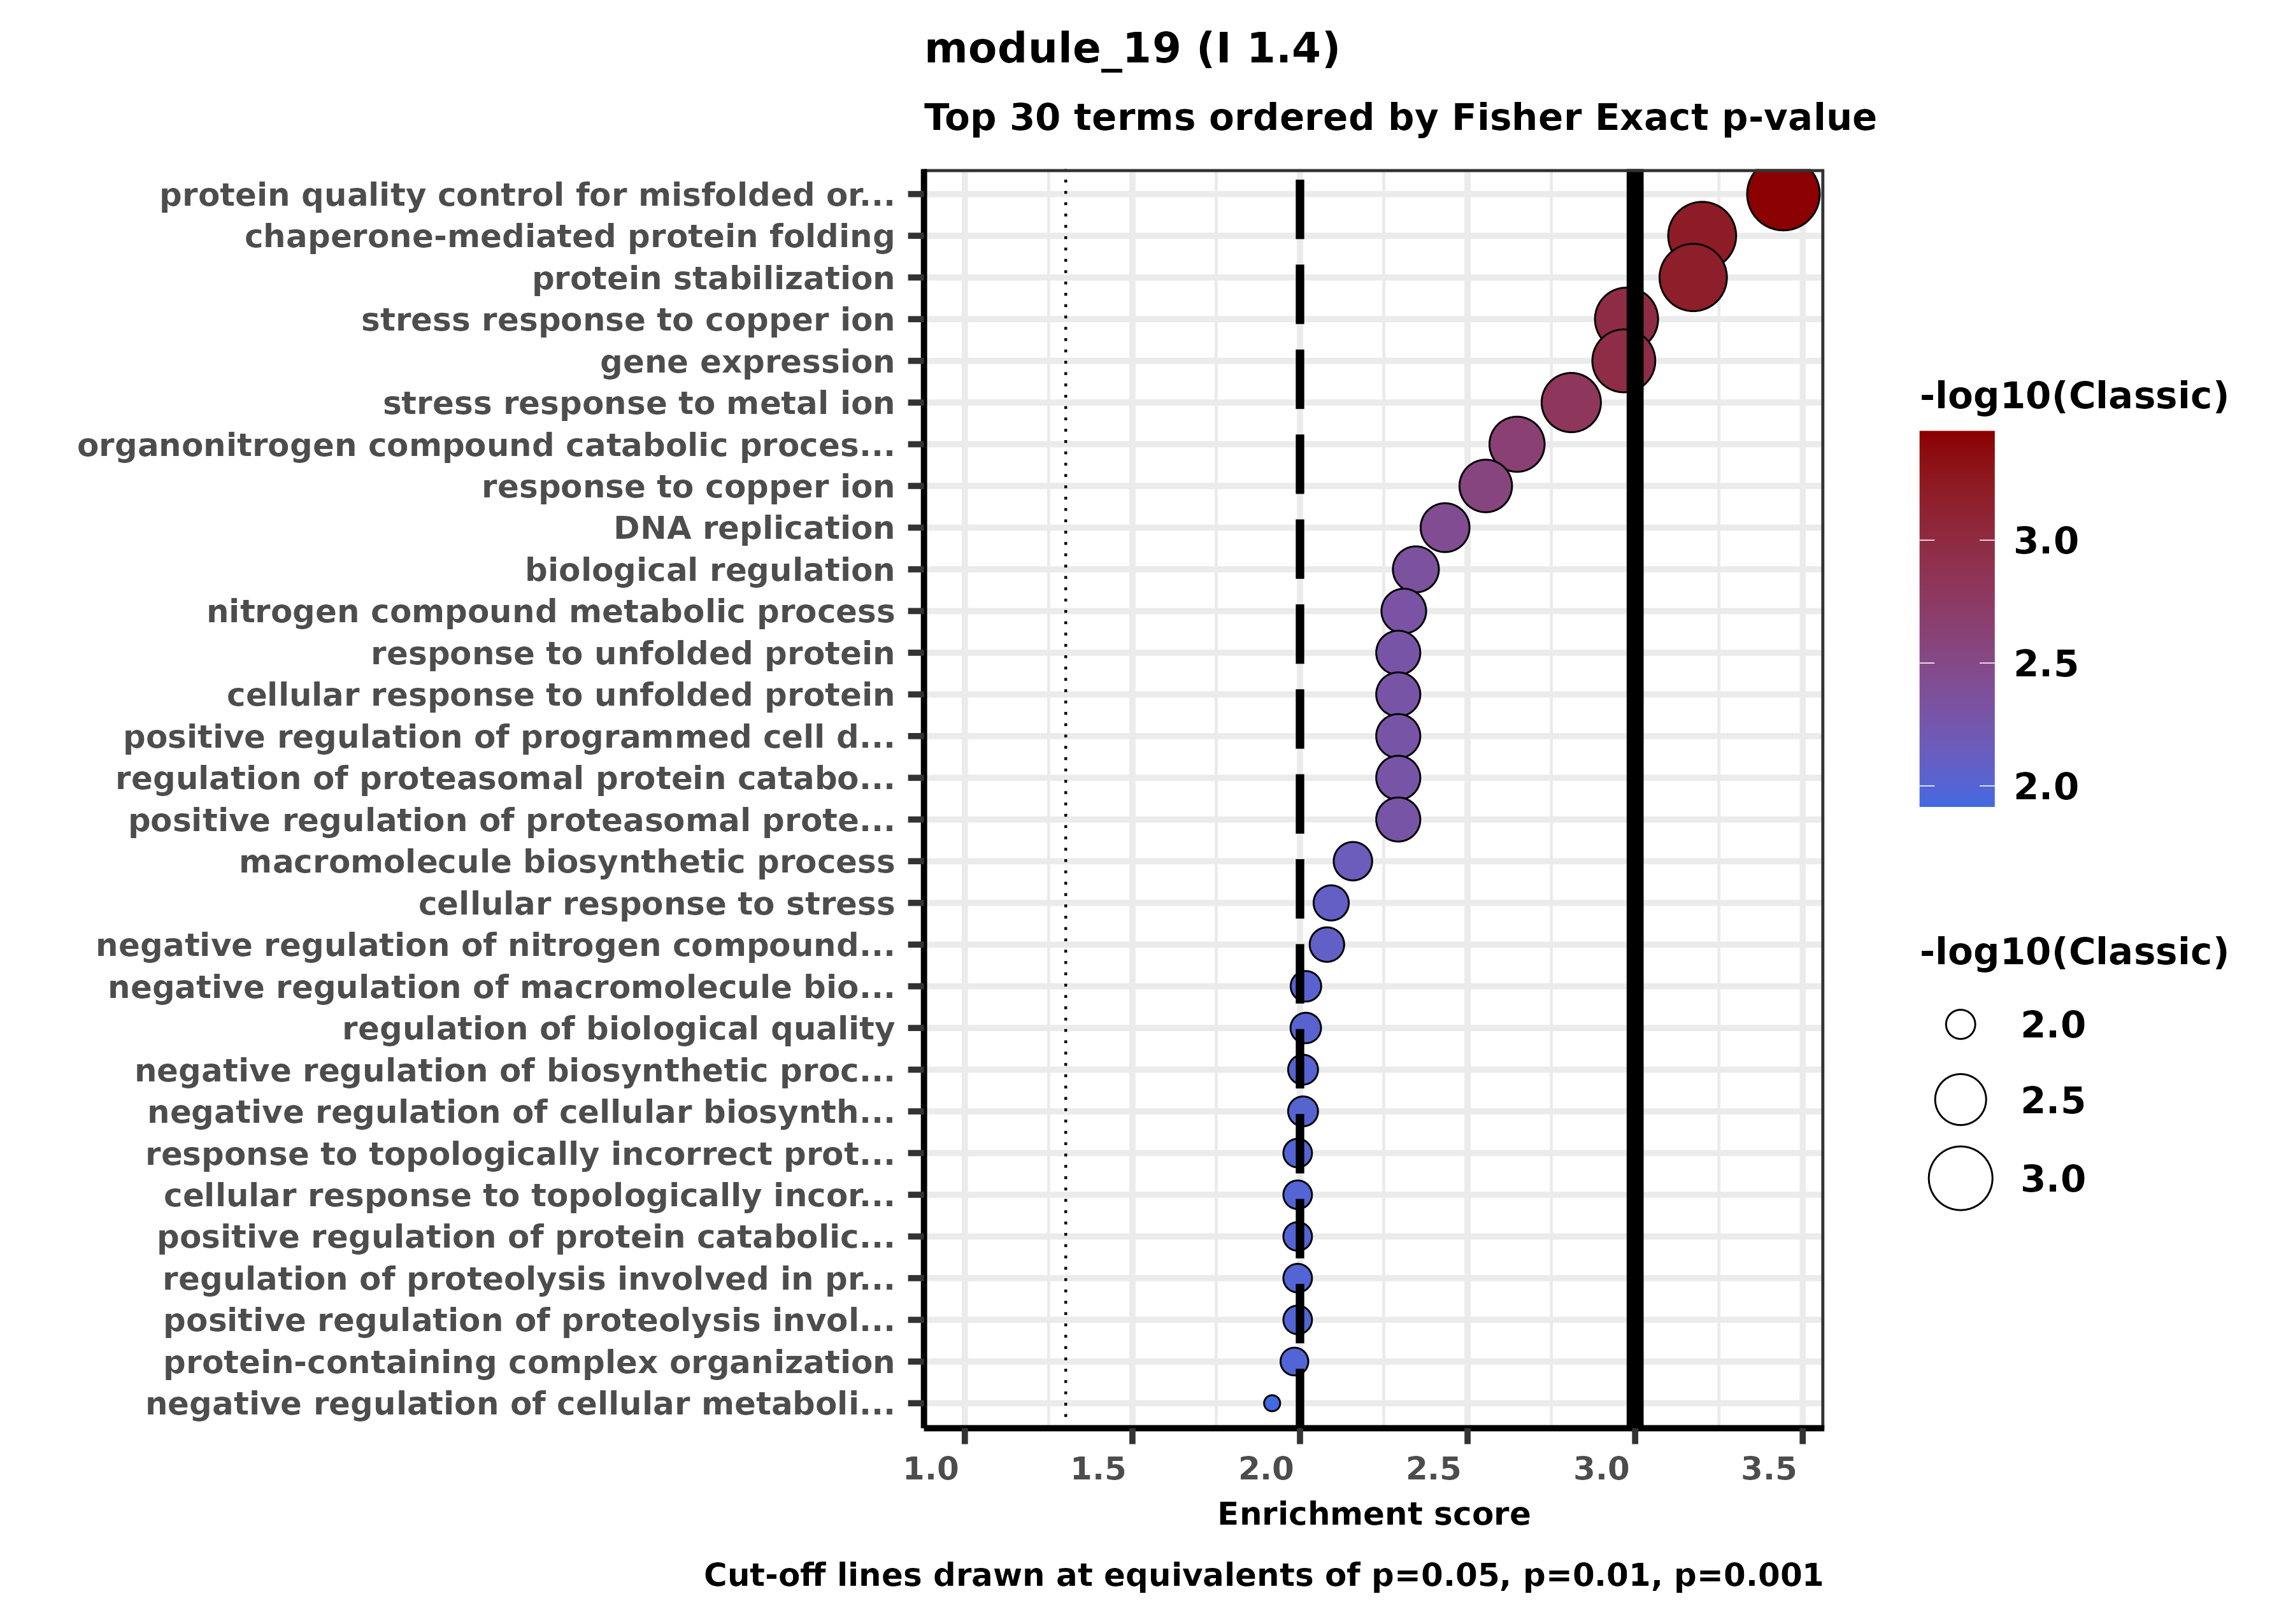 module_19 (I 1.4)
Top 30 terms ordered by Fisher Exact p-value
protein quality control for misfolded or...
chaperone-mediated protein folding
protein stabilization
stress response to copper ion
gene expression
stress response to metal ion
organonitrogen compound catabolic proces...
response to copper ion
DNA replication
biological regulation
nitrogen compound metabolic process
response to unfolded protein
cellular response to unfolded protein
positive regulation of programmed cell d...
regulation of proteasomal protein catabo...
positive regulation of proteasomal prote...
macromolecule biosynthetic process
cellular response to stress
negative regulation of nitrogen compound...
negative regulation of macromolecule bio...
regulation of biological quality
negative regulation of biosynthetic proc...
negative regulation of cellular biosynth...
response to topologically incorrect prot...
cellular response to topologically incor...
positive regulation of protein catabolic...
regulation of proteolysis involved in pr...
positive regulation of proteolysis invol...
protein-containing complex organization
negative regulation of cellular metaboli...
1.0 1.5 2.0 2.5 3.0 3.5
Enrichment score
Cut-off lines drawn at equivalents of p=0.05, p=0.01, p=0.001
-log10(Classic)
3.0
2.5
2.0
-log10(Classic)
2.0
2.5
3.0